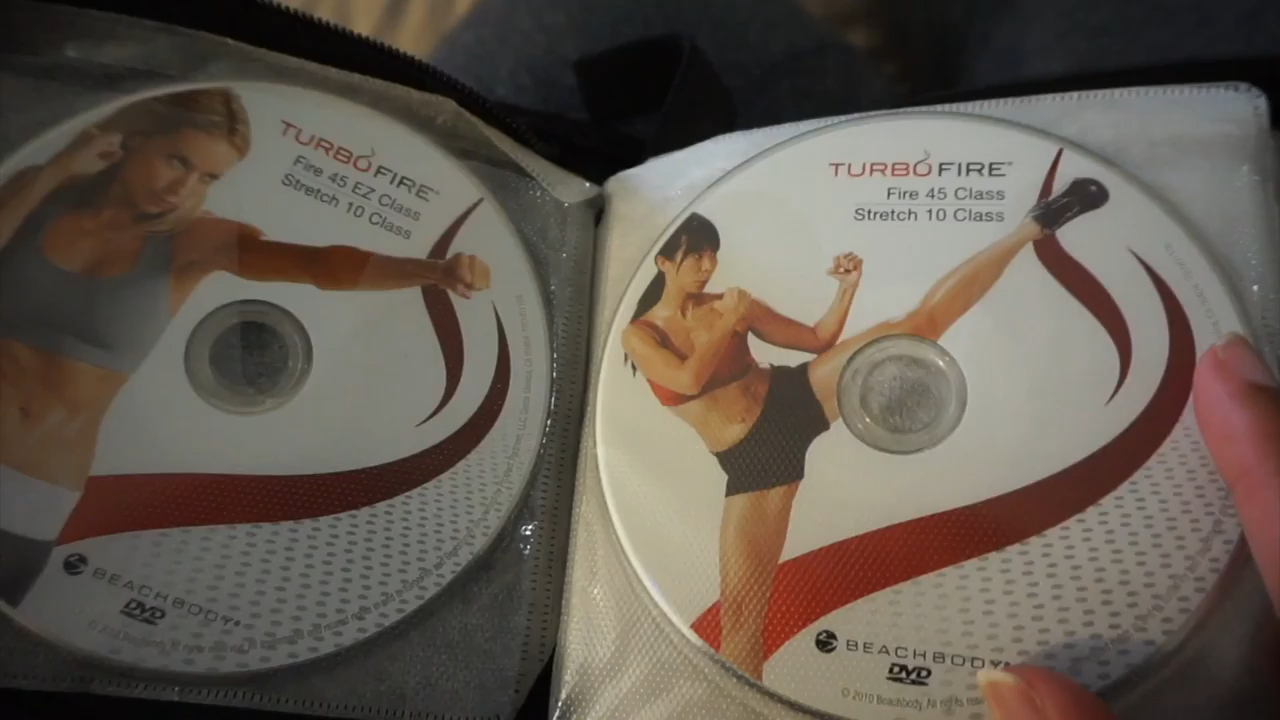 TURBOFIRE®
Fire 45 EZ Class
Stretch 10 Class
BEACHBODY®
DVD
TURBOFIRE®
Fire 45 Class
Stretch 10 Class
BEACHBODY
DVD
© 2010 Beachbody. All rights